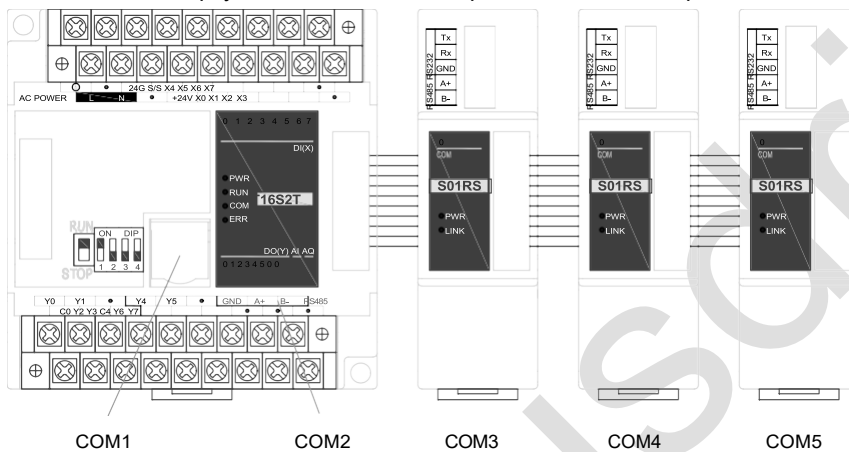 24G S/S X4 X5 X6 X7
AC POWER L N +24V X0 X1 X2 X3
0 1 2 3 4 5 6 7
DI(X)
PWR
RUN
COM
ERR
16S2T
DO(Y) AI AQ
0 1 2 3 4 5 0 0
RUN
STOP
ON DIP
1 2 3 4
Y0 Y1 Y4 Y5 GND A+ B- RS485
C0 Y2 Y3 C4 Y6 Y7
RS485 RS232
Tx
Rx
GND
A+
B-
0
COM
S01RS
PWR
LINK
RS485 RS232
Tx
Rx
GND
A+
B-
0
COM
S01RS
PWR
LINK
RS485 RS232
Tx
Rx
GND
A+
B-
0
COM
S01RS
PWR
LINK
COM1 COM2 COM3 COM4 COM5